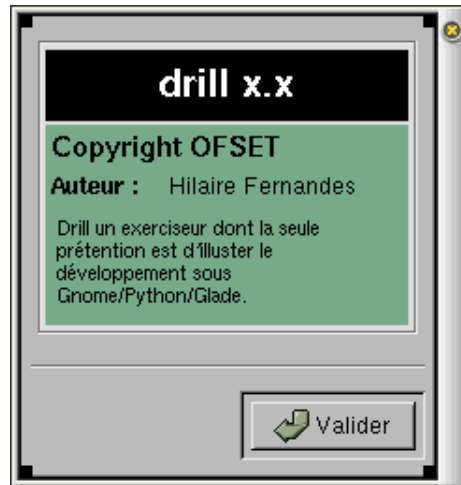 drill x.x
Copyright OFSET
Auteur : Hilaire Fernandes
Drill un exerciseur dont la seule
prétention est d'illuster le
développement sous
Gnome/Python/Glade.
Valider